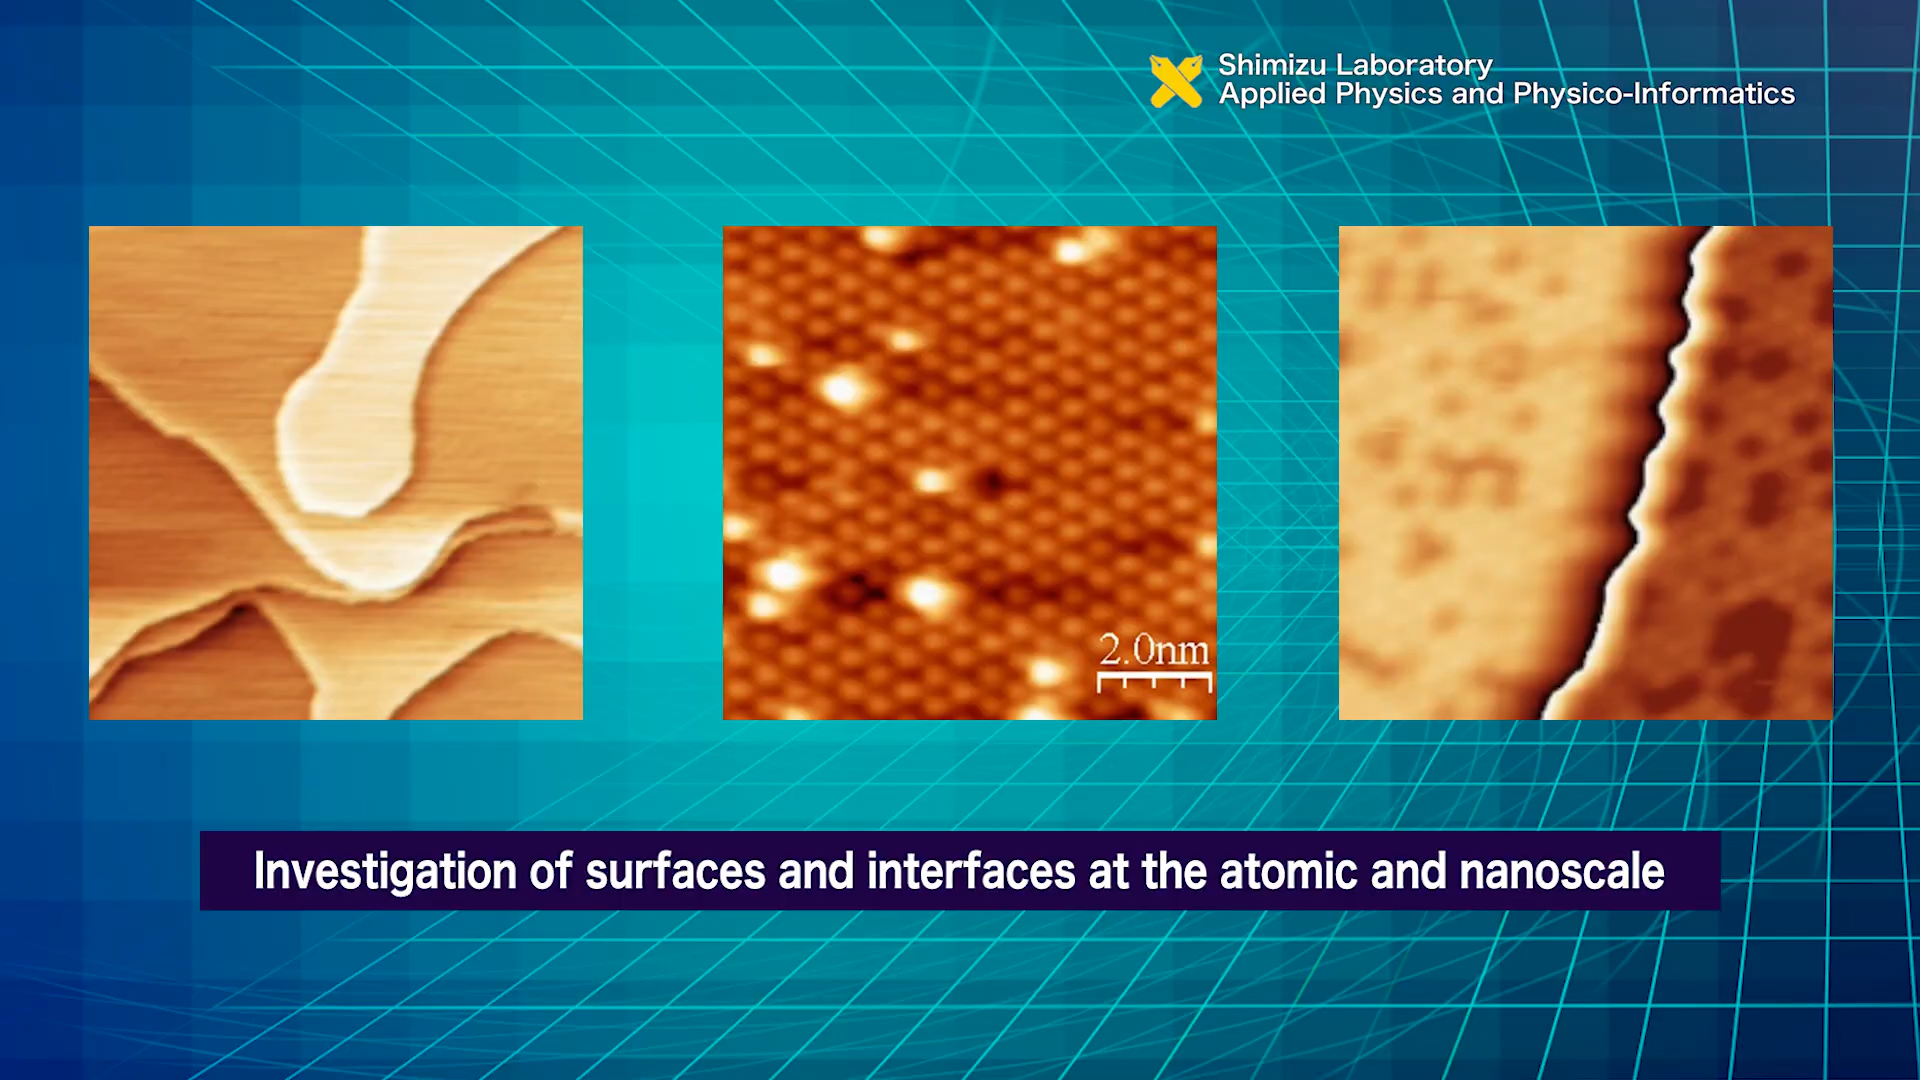 Shimizu Laboratory
Applied Physics and Physico-Informatics
2.0nm
Investigation of surfaces and interfaces at the atomic and nanoscale